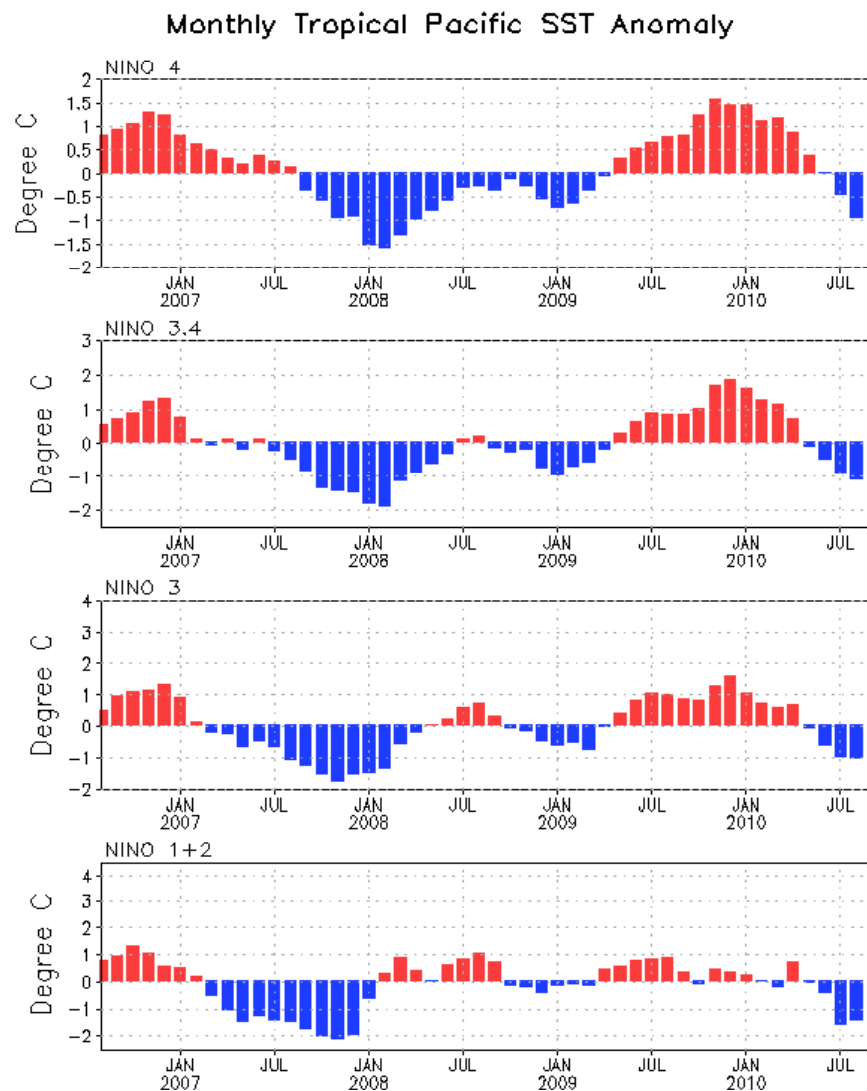 Monthly Tropical Pacific SST Anomaly
NINO 4
Degree C
2
1.5
1
0.5
0
−0.5
−1
−1.5
−2
JAN JUL JAN JUL JAN JUL JAN JUL
2007 2008 2009 2010
NINO 3.4
Degree C
3
2
1
0
−1
−2
JAN JUL JAN JUL JAN JUL JAN JUL
2007 2008 2009 2010
NINO 3
Degree C
4
3
2
1
0
−1
−2
JAN JUL JAN JUL JAN JUL JAN JUL
2007 2008 2009 2010
NINO 1+2
Degree C
4
3
2
1
0
−1
−2
JAN JUL JAN JUL JAN JUL JAN JUL
2007 2008 2009 2010